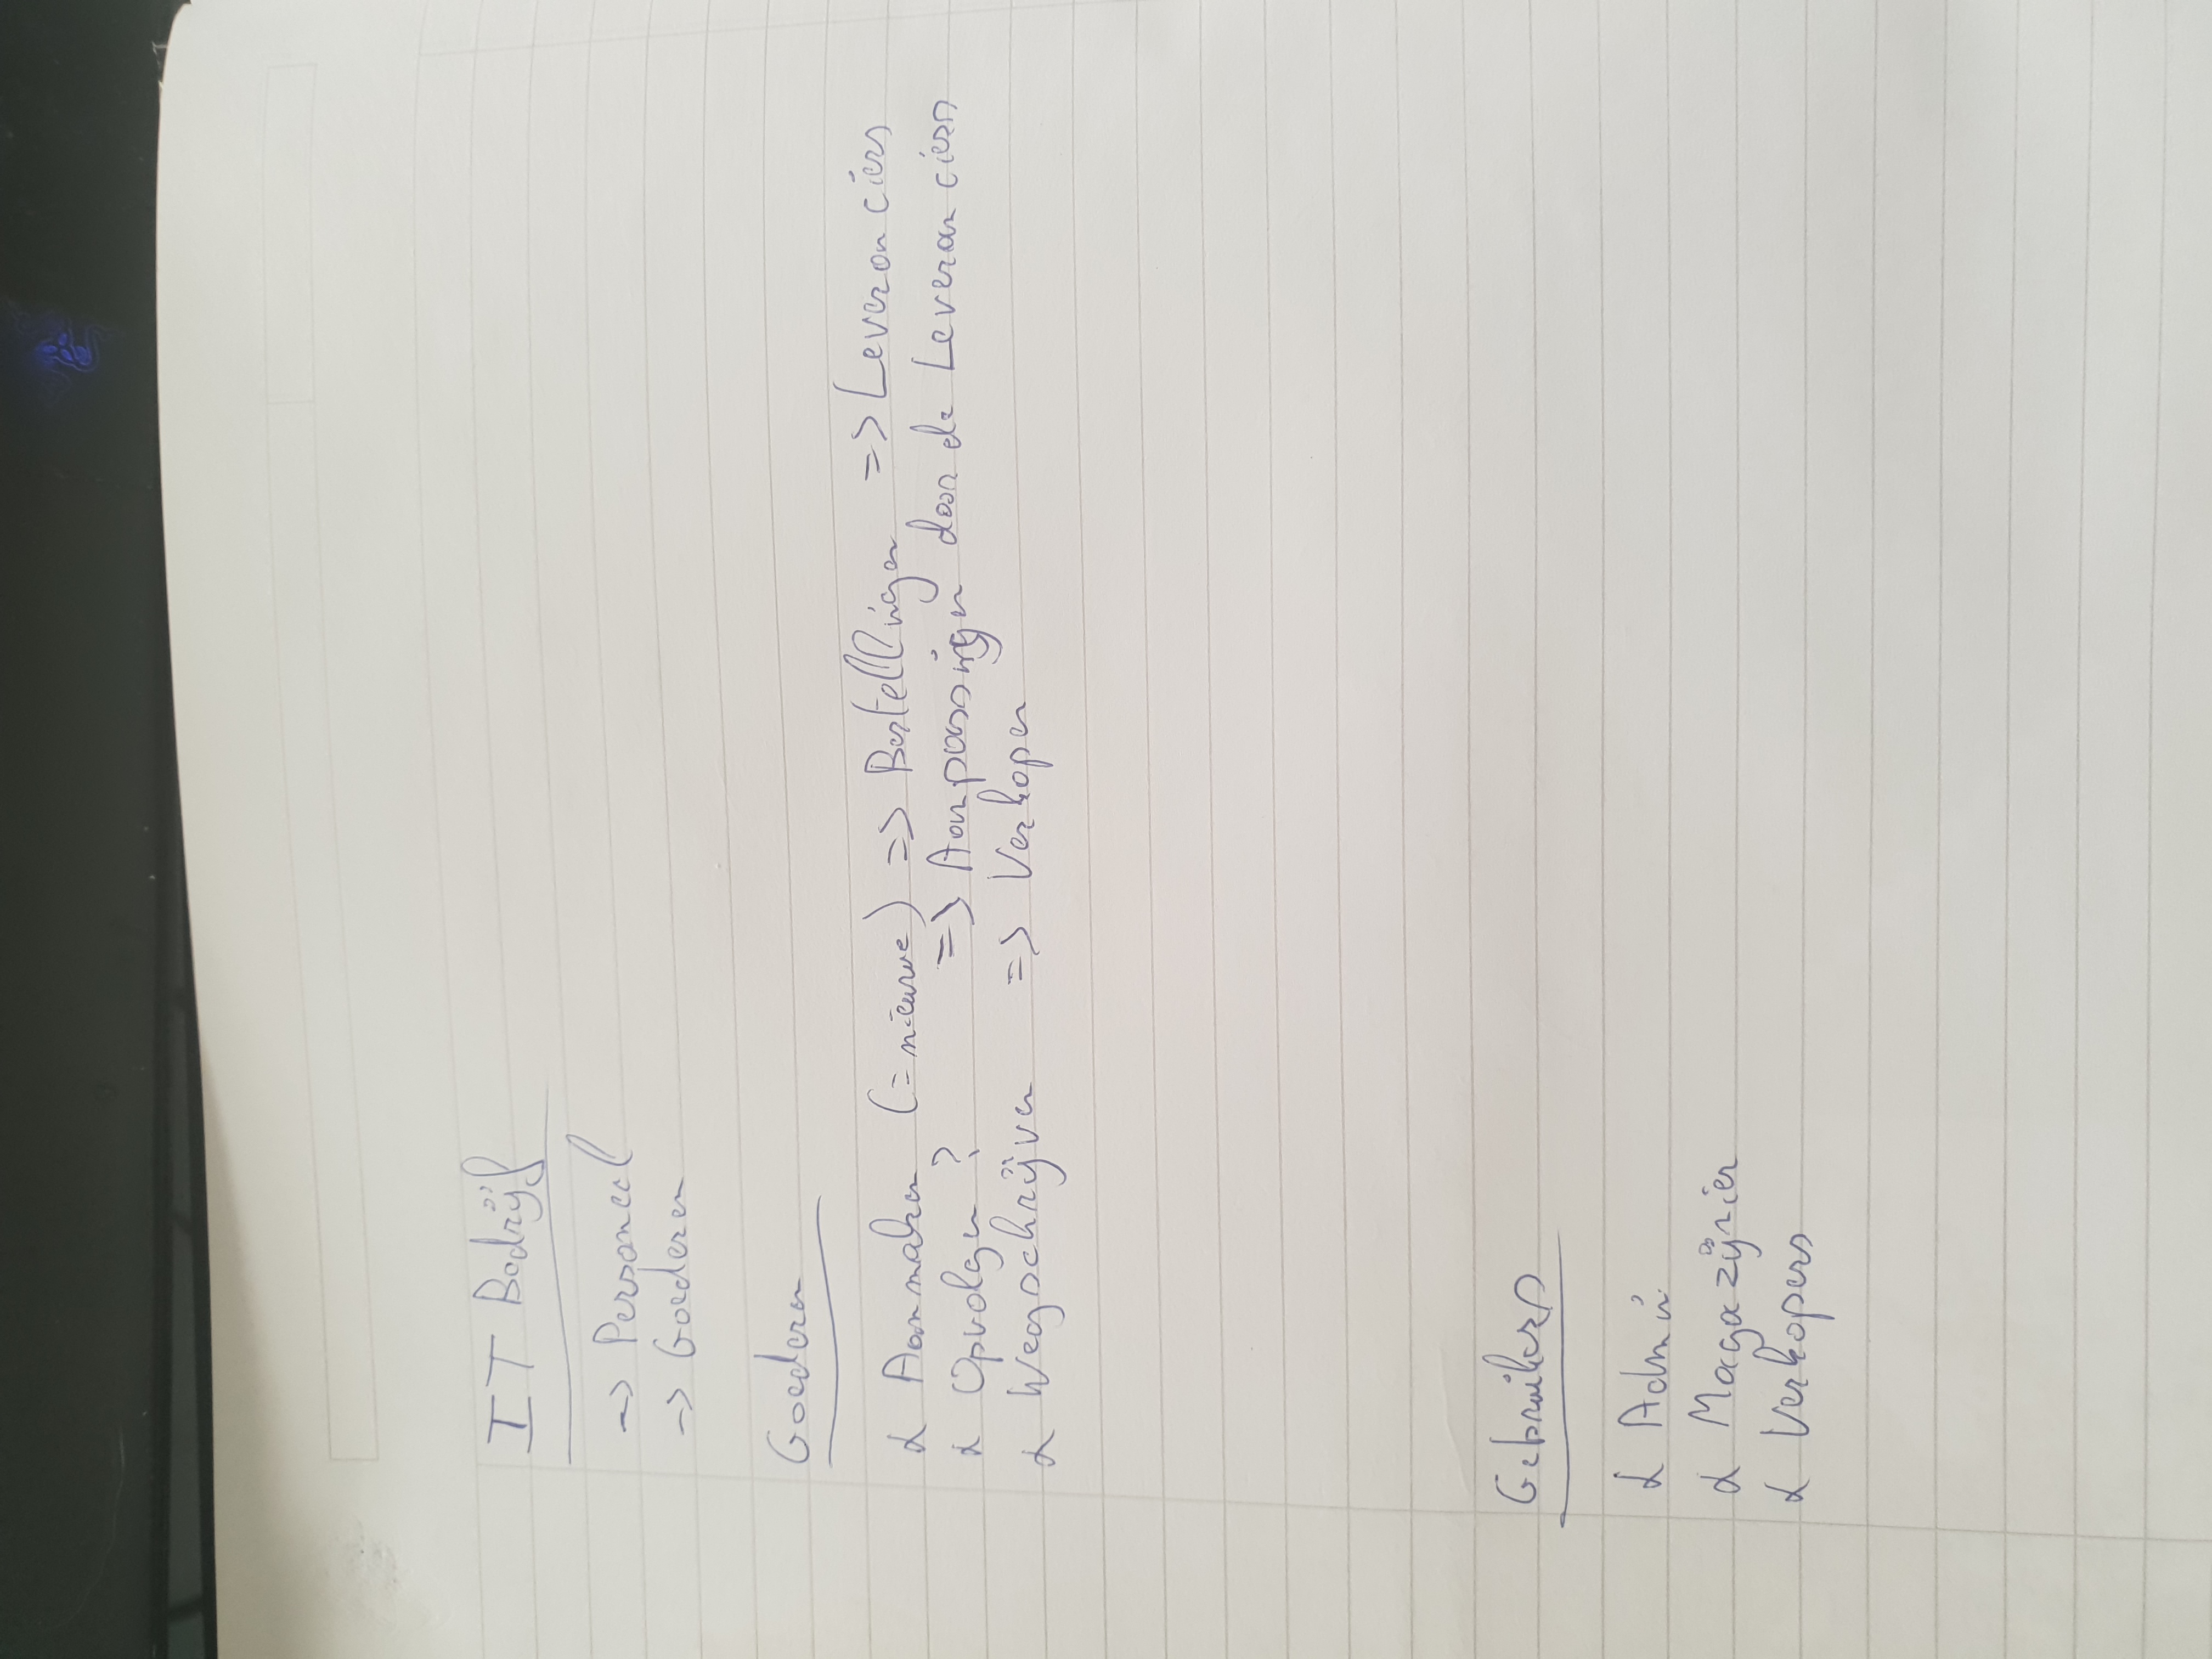 IT Bedrijf
-> Personeel
-> Goederen
Goederen
α Aanmaken (= nieuwe) => Bestellingen => Leveranciers
α Opvolgen ? => Aanpassingen door de Leveranciers
α Wegschrijven => Verkopen
Gebruikers
α Admin
α Magazijnier
α Verkopers